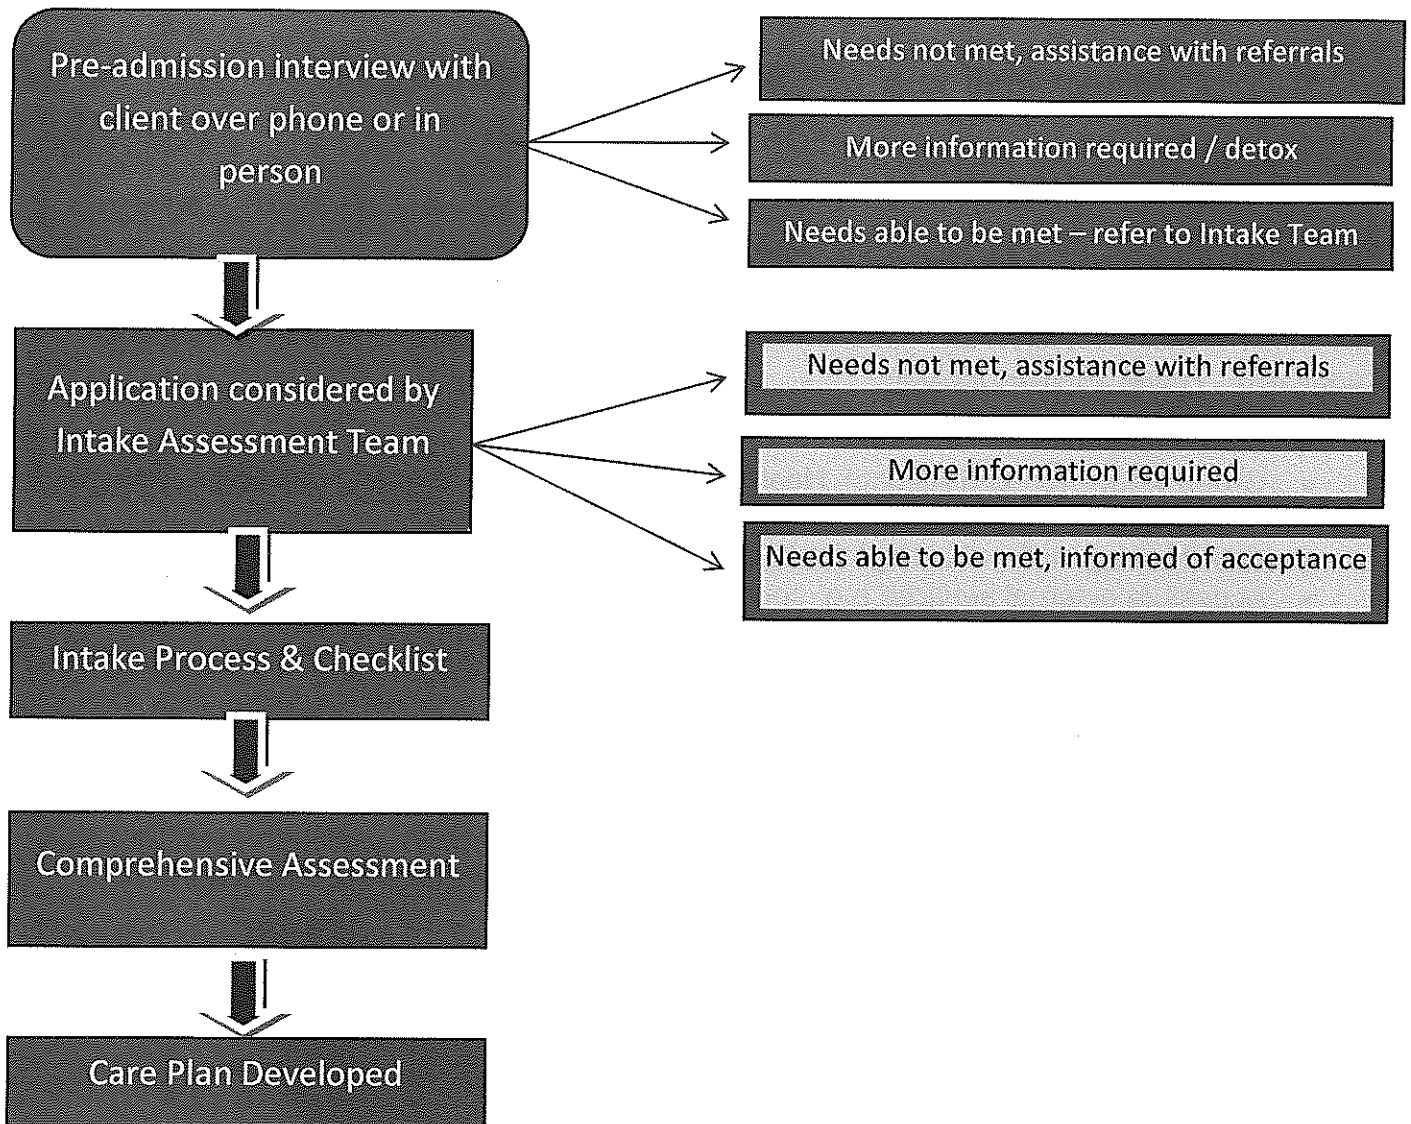 Pre-admission interview with
client over phone or in
person
Needs not met, assistance with referrals
More information required / detox
Needs able to be met – refer to Intake Team
Application considered by
Intake Assessment Team
Needs not met, assistance with referrals
More information required
Needs able to be met, informed of acceptance
Intake Process & Checklist
Comprehensive Assessment
Care Plan Developed